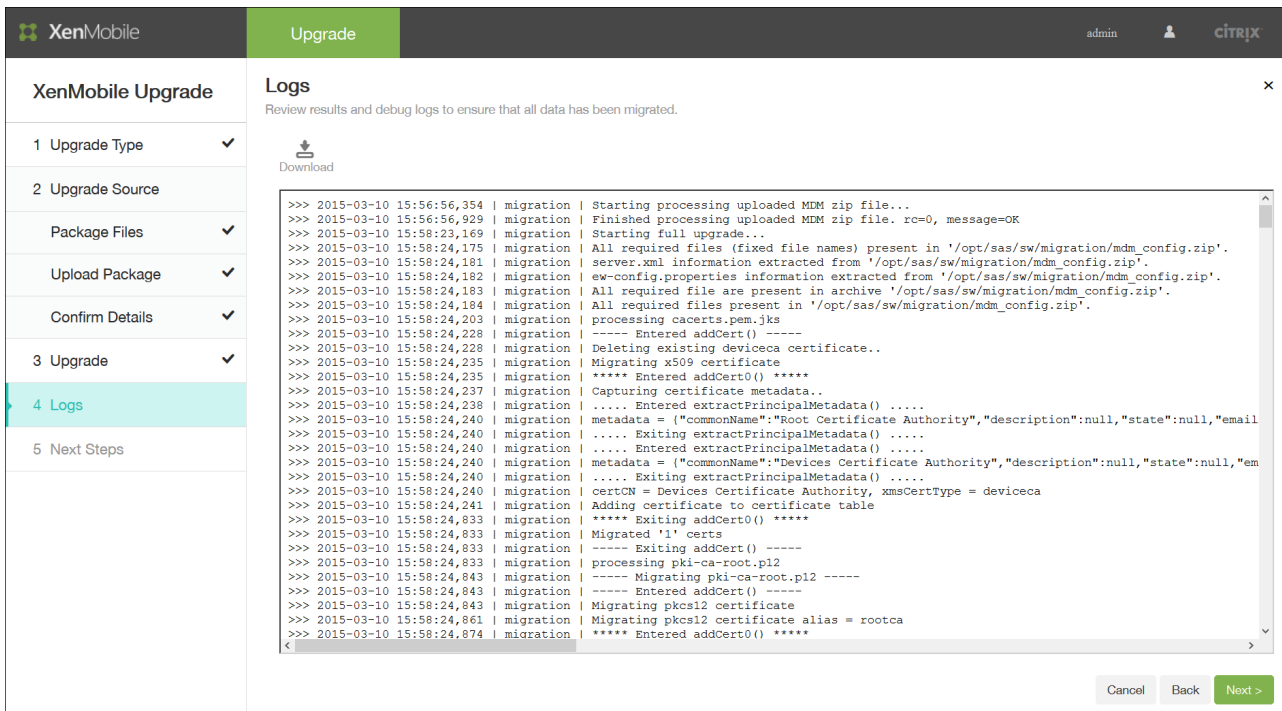 XenMobile
Upgrade
admin
CİTRIX
XenMobile Upgrade
1 Upgrade Type
2 Upgrade Source
Package Files
Upload Package
Confirm Details
3 Upgrade
4 Logs
5 Next Steps
Logs
Review results and debug logs to ensure that all data has been migrated.
Download
>>> 2015-03-10 15:56:56,354 | migration | Starting processing uploaded MDM zip file...
>>> 2015-03-10 15:56:56,929 | migration | Finished processing uploaded MDM zip file. rc=0, message=OK
>>> 2015-03-10 15:58:23,169 | migration | Starting full upgrade...
>>> 2015-03-10 15:58:24,175 | migration | All required files (fixed file names) present in '/opt/sas/sw/migration/mdm_config.zip'.
>>> 2015-03-10 15:58:24,181 | migration | server.xml information extracted from '/opt/sas/sw/migration/mdm_config.zip'.
>>> 2015-03-10 15:58:24,182 | migration | ew-config.properties information extracted from '/opt/sas/sw/migration/mdm_config.zip'.
>>> 2015-03-10 15:58:24,183 | migration | All required file are present in archive '/opt/sas/sw/migration/mdm_config.zip'.
>>> 2015-03-10 15:58:24,184 | migration | All required files present in '/opt/sas/sw/migration/mdm_config.zip'.
>>> 2015-03-10 15:58:24,203 | migration | processing cacerts.pem.jks
>>> 2015-03-10 15:58:24,228 | migration | ----- Entered addCert() -----
>>> 2015-03-10 15:58:24,228 | migration | Deleting existing deviceca certificate..
>>> 2015-03-10 15:58:24,235 | migration | Migrating x509 certificate
>>> 2015-03-10 15:58:24,235 | migration | ***** Entered addCert0() *****
>>> 2015-03-10 15:58:24,237 | migration | Capturing certificate metadata..
>>> 2015-03-10 15:58:24,238 | migration | ..... Entered extractPrincipalMetadata() .....
>>> 2015-03-10 15:58:24,240 | migration | metadata = {"commonName":"Root Certificate Authority","description":null,"state":null,"email
>>> 2015-03-10 15:58:24,240 | migration | ..... Exiting extractPrincipalMetadata() .....
>>> 2015-03-10 15:58:24,240 | migration | ..... Entered extractPrincipalMetadata() .....
>>> 2015-03-10 15:58:24,240 | migration | metadata = {"commonName":"Devices Certificate Authority","description":null,"state":null,"em
>>> 2015-03-10 15:58:24,240 | migration | ..... Exiting extractPrincipalMetadata() .....
>>> 2015-03-10 15:58:24,240 | migration | certCN = Devices Certificate Authority, xmsCertType = deviceca
>>> 2015-03-10 15:58:24,241 | migration | Adding certificate to certificate table
>>> 2015-03-10 15:58:24,833 | migration | ***** Exiting addCert0() *****
>>> 2015-03-10 15:58:24,833 | migration | Migrated '1' certs
>>> 2015-03-10 15:58:24,833 | migration | ----- Exiting addCert() -----
>>> 2015-03-10 15:58:24,833 | migration | processing pki-ca-root.p12
>>> 2015-03-10 15:58:24,843 | migration | ----- Migrating pki-ca-root.p12 -----
>>> 2015-03-10 15:58:24,843 | migration | ----- Entered addCert() -----
>>> 2015-03-10 15:58:24,843 | migration | Migrating pkcs12 certificate
>>> 2015-03-10 15:58:24,861 | migration | Migrating pkcs12 certificate alias = rootca
>>> 2015-03-10 15:58:24,874 | migration | ***** Entered addCert0() *****
Cancel
Back
Next >